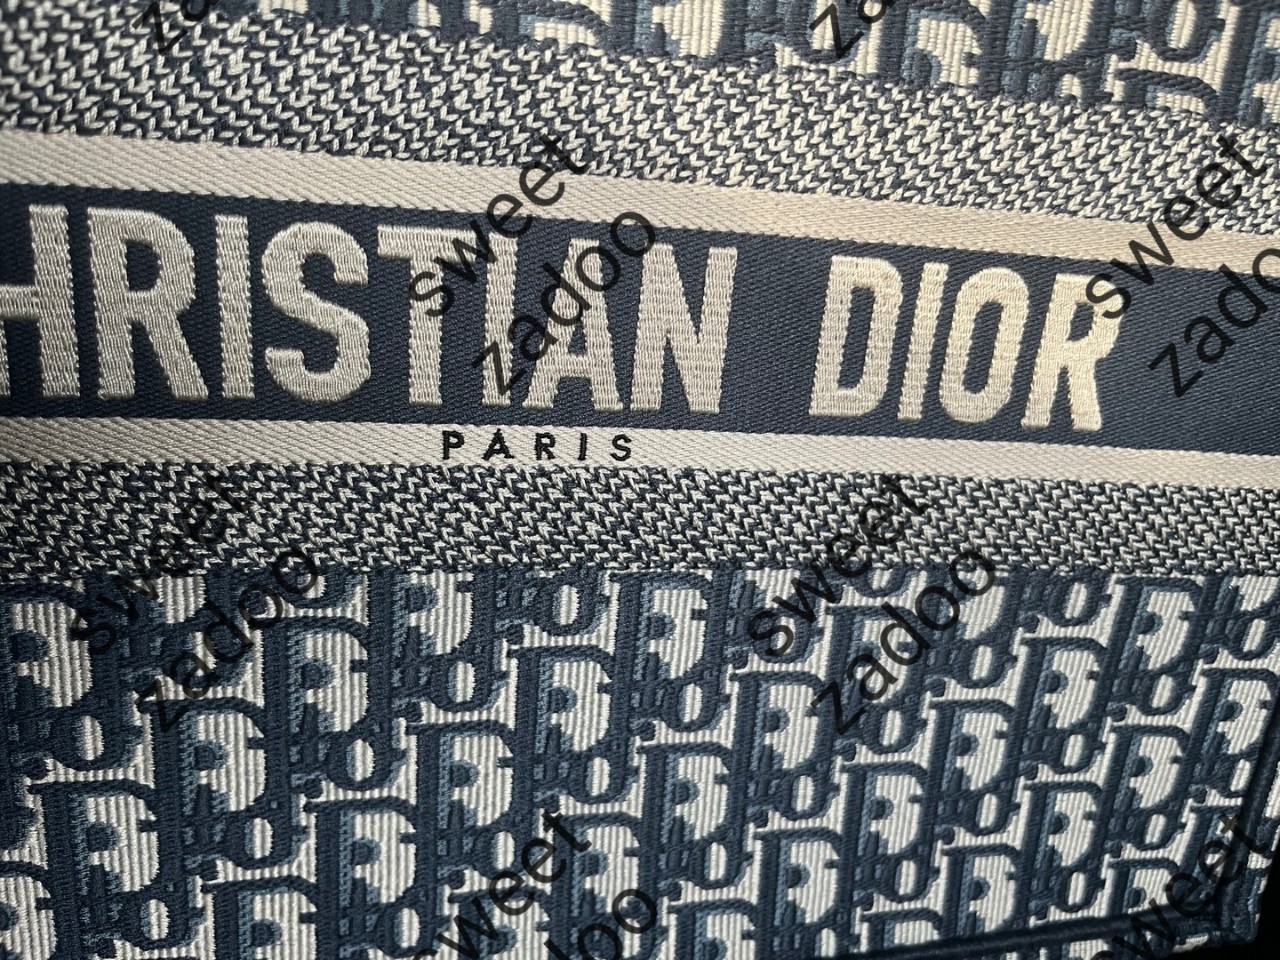 HRISTIAN DIOR
PARIS
sweet
zadoo